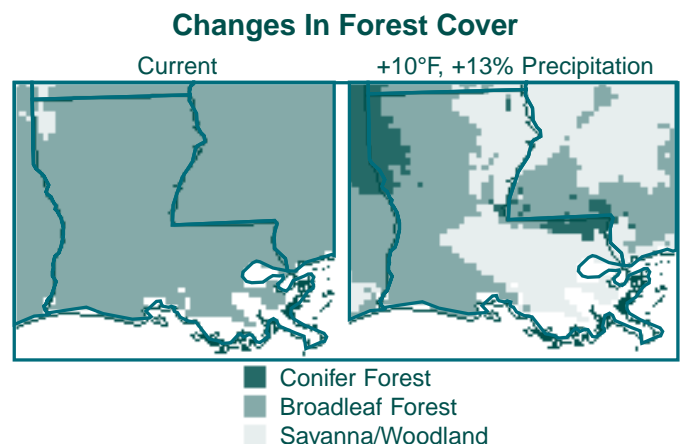 Changes In Forest Cover
Current
+10°F, +13% Precipitation
Conifer Forest
Broadleaf Forest
Savanna/Woodland